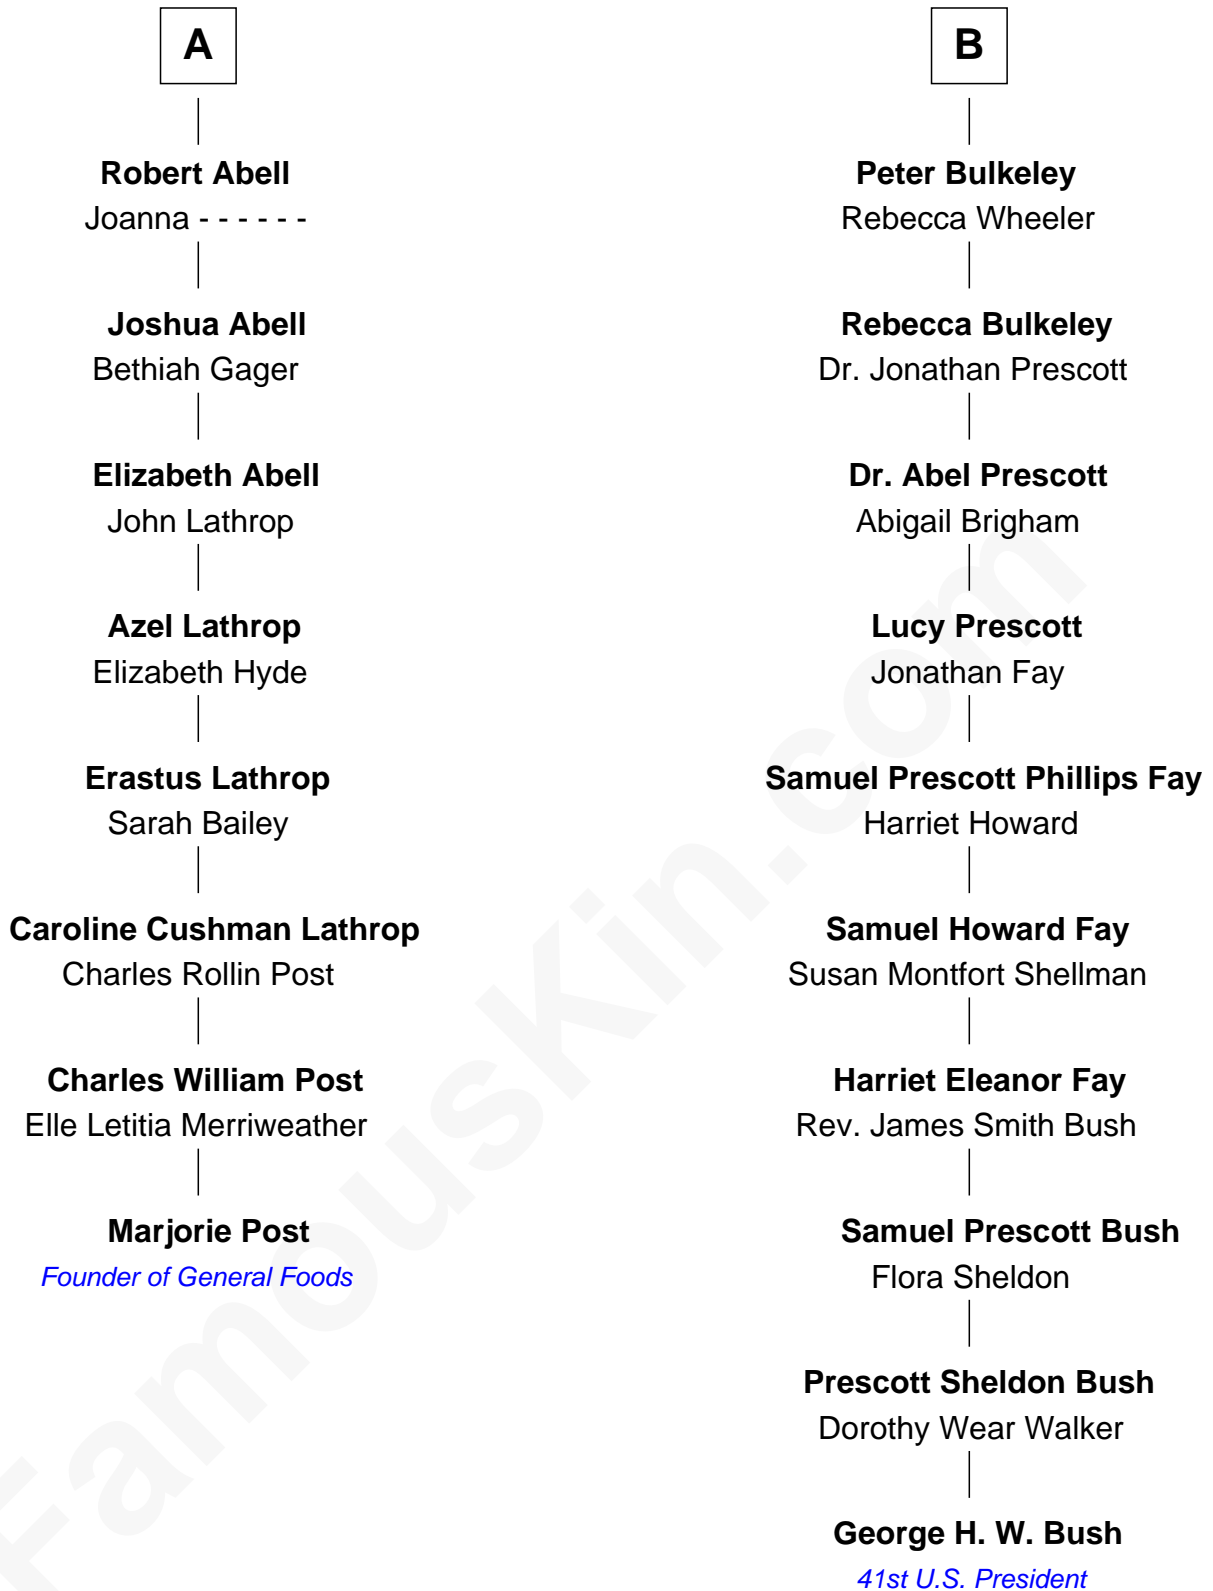 A
Robert Abell
Joanna - - - - - -
Joshua Abell
Bethiah Gager
Elizabeth Abell
John Lathrop
Azel Lathrop
Elizabeth Hyde
Erastus Lathrop
Sarah Bailey
Caroline Cushman Lathrop
Charles Rollin Post
Charles William Post
Elle Letitia Merriweather
Marjorie Post
Founder of General Foods
B
Peter Bulkeley
Rebecca Wheeler
Rebecca Bulkeley
Dr. Jonathan Prescott
Dr. Abel Prescott
Abigail Brigham
Lucy Prescott
Jonathan Fay
Samuel Prescott Phillips Fay
Harriet Howard
Samuel Howard Fay
Susan Montfort Shellman
Harriet Eleanor Fay
Rev. James Smith Bush
Samuel Prescott Bush
Flora Sheldon
Prescott Sheldon Bush
Dorothy Wear Walker
George H. W. Bush
41st U.S. President
FamousKin.com